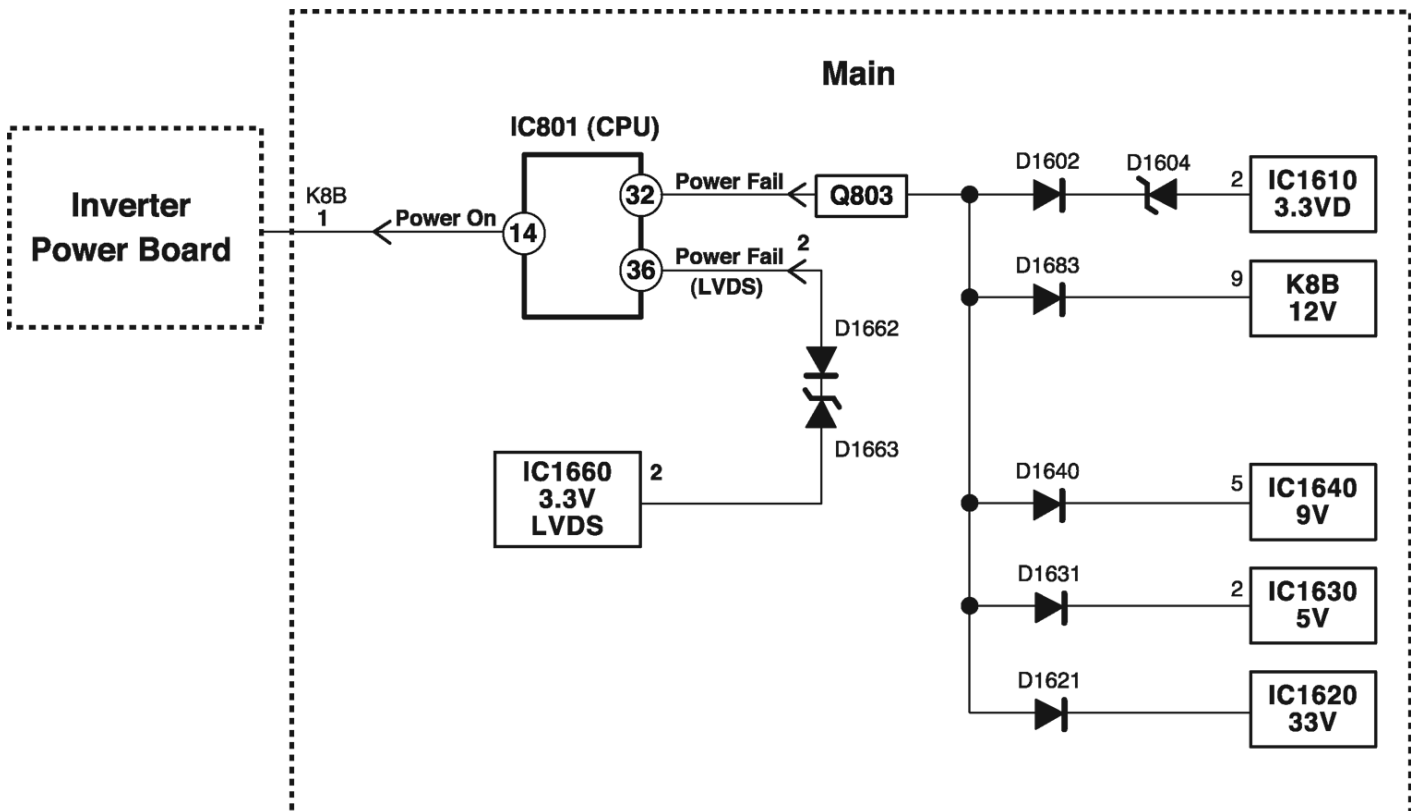 Main
Inverter
Power Board
K8B
1
Power On
IC801 (CPU)
14
32
36
Power Fail
Q803
Power Fail
(LVDS)
2
D1662
D1663
IC1660
3.3V
LVDS
2
D1602
D1604
2
IC1610
3.3VD
D1683
9
K8B
12V
D1640
5
IC1640
9V
D1631
2
IC1630
5V
D1621
IC1620
33V